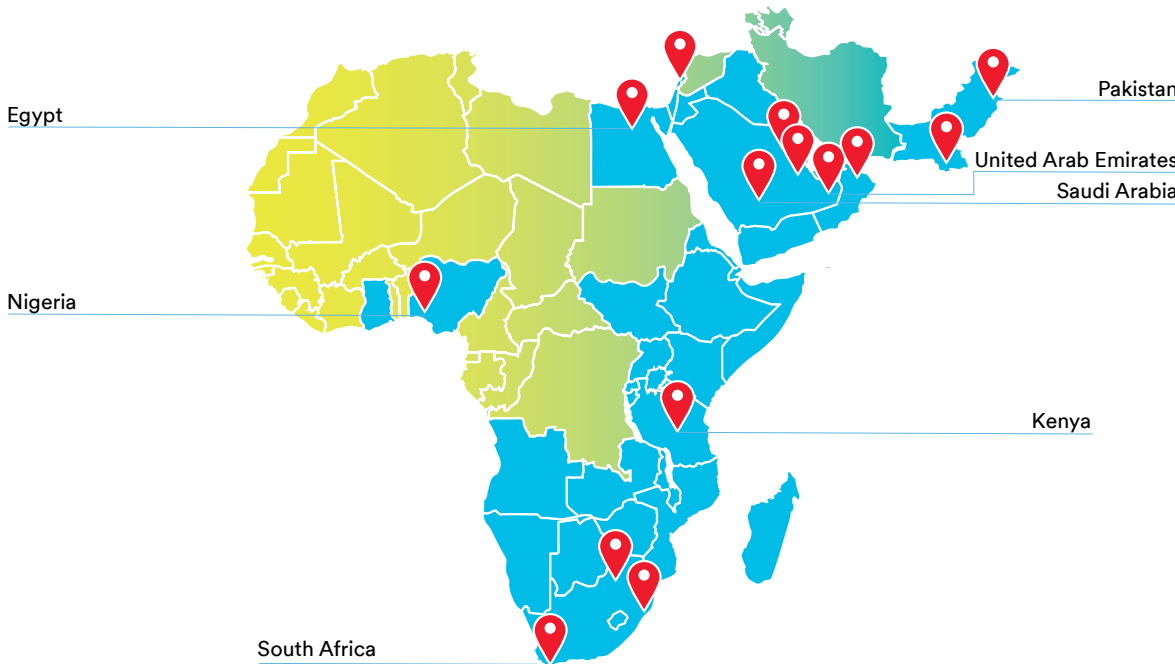 Egypt
Pakistan
United Arab Emirates
Saudi Arabia
Nigeria
Kenya
South Africa